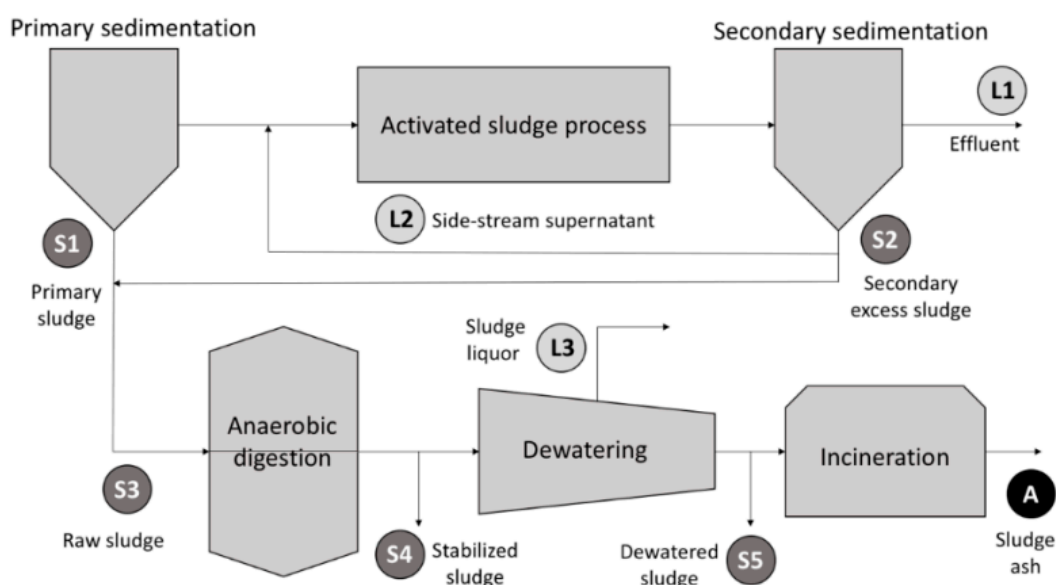 Primary sedimentation
Secondary sedimentation
L1
Activated sludge process
Effluent
L2 Side-stream supernatant
S1
S2
Primary
sludge
Secondary
excess sludge
Sludge
liquor
L3
Anaerobic
digestion
Dewatering
Incineration
S3
A
Raw sludge
S4
Stabilized
sludge
Dewatered
sludge
S5
Sludge
ash